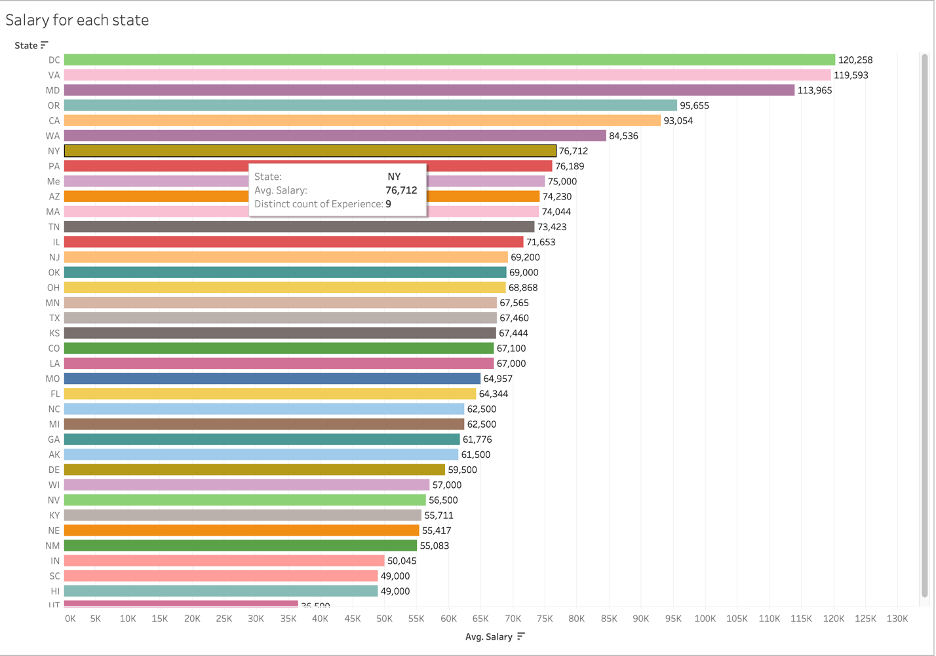 Salary for each state
State
DC 120,258
VA 119,593
MD 113,965
OR 95,655
CA 93,054
WA 84,536
NY 76,712
PA 76,189
Me 75,000
State: NY
Avg. Salary: 76,712
Distinct count of Experience: 9
AZ 74,230
MA 74,044
TN 73,423
IL 71,653
NJ 69,200
OK 69,000
OH 68,868
MN 67,565
TX 67,460
KS 67,444
CO 67,100
LA 67,000
MO 64,957
FL 64,344
NC 62,500
MI 62,500
GA 61,776
AK 61,500
DE 59,500
WI 57,000
NV 56,500
KY 55,711
NE 55,417
NM 55,083
IN 50,045
SC 49,000
HI 49,000
UT
0K 5K 10K 15K 20K 25K 30K 35K 40K 45K 50K 55K 60K 65K 70K 75K 80K 85K 90K 95K 100K 105K 110K 115K 120K 125K 130K
Avg. Salary